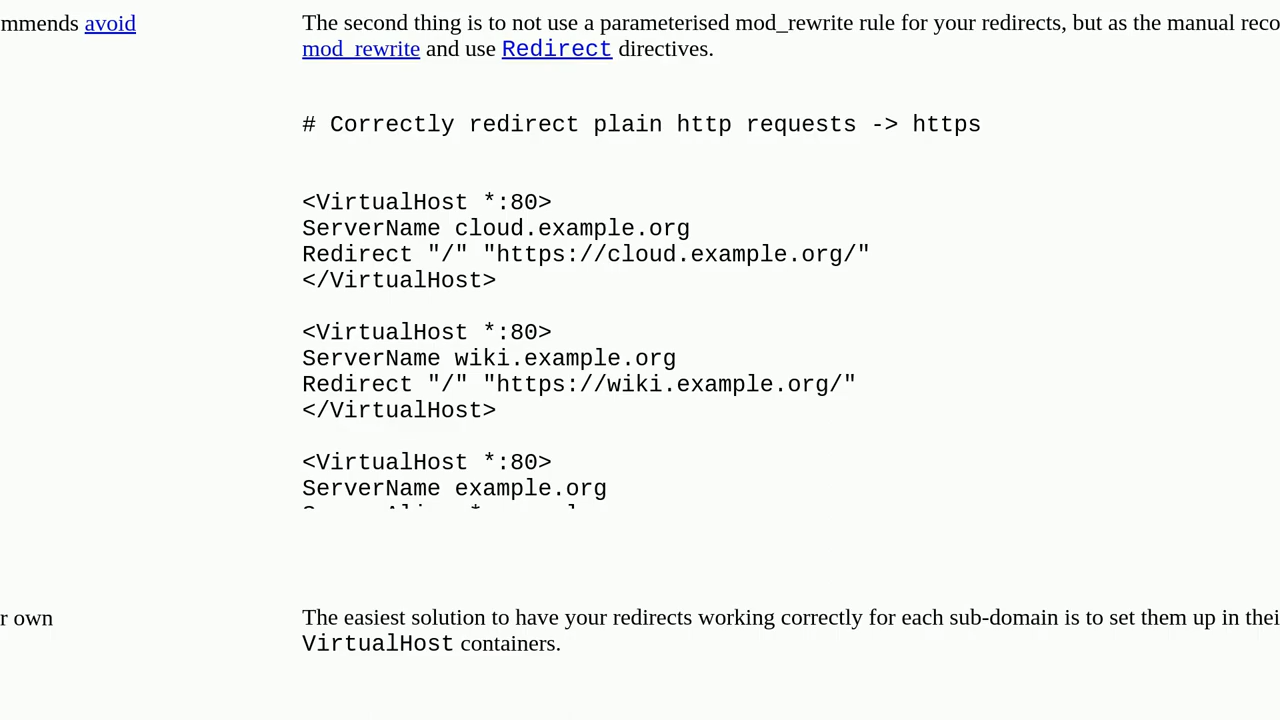 The second thing is to not use a parameterised mod_rewrite rule for your redirects, but as the manual reco
mmends avoid
mod_rewrite and use Redirect directives.
# Correctly redirect plain http requests -> https
<VirtualHost *:80>
ServerName cloud.example.org
Redirect "/" "https://cloud.example.org/"
</VirtualHost>
<VirtualHost *:80>
ServerName wiki.example.org
Redirect "/" "https://wiki.example.org/"
</VirtualHost>
<VirtualHost *:80>
ServerName example.org
The easiest solution to have your redirects working correctly for each sub-domain is to set them up in thei
r own
VirtualHost containers.